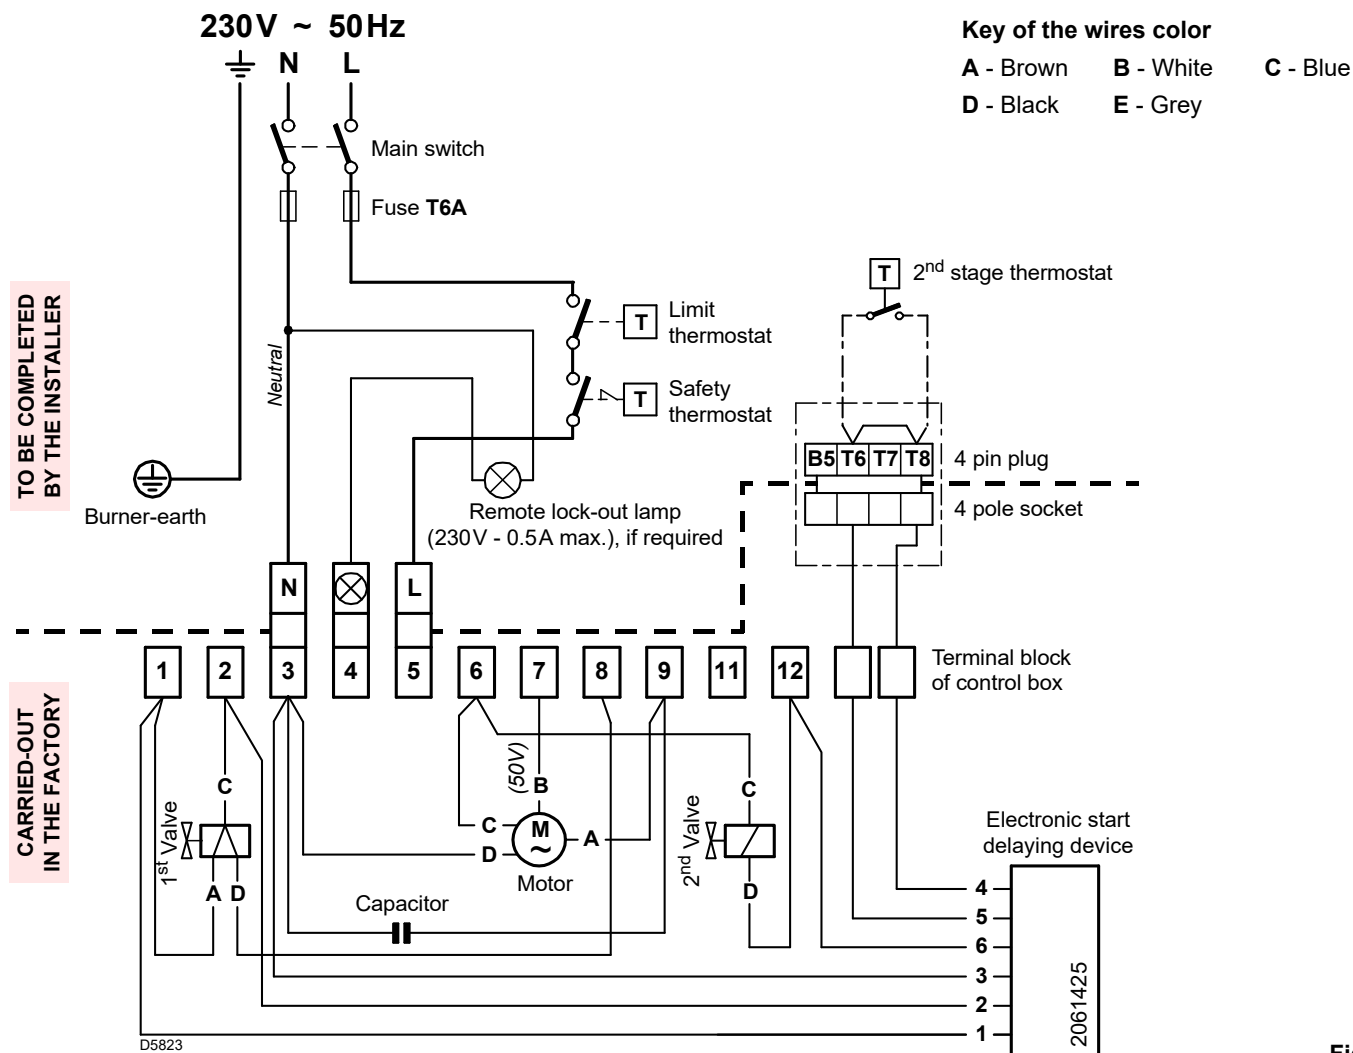 230V ~ 50Hz
N L
Key of the wires color
A - Brown B - White C - Blue
D - Black E - Grey
Main switch
Fuse T6A
T 2nd stage thermostat
TO BE COMPLETED
BY THE INSTALLER
T Limit
thermostat
Neutral
T Safety
thermostat
B5 T6 T7 T8 4 pin plug
4 pole socket
Burner-earth
Remote lock-out lamp
(230V - 0.5A max.), if required
N L
1 2 3 4 5 6 7 8 9 11 12
Terminal block
of control box
CARRIED-OUT
IN THE FACTORY
(50V)
C B C
1st Valve
C M ~ A
D
Motor
2nd Valve
A D
D
Capacitor
Electronic start
delaying device
4
5
6
3
2
1
2061425
D5823